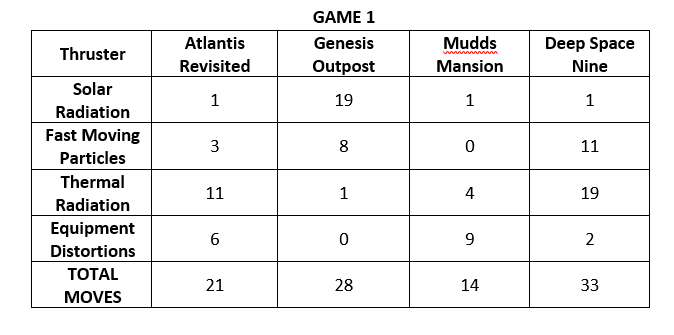 GAME 1
Thruster Atlantis Revisited Genesis Outpost Mudds Mansion Deep Space Nine
Solar Radiation 1 19 1 1
Fast Moving Particles 3 8 0 11
Thermal Radiation 11 1 4 19
Equipment Distortions 6 0 9 2
TOTAL MOVES 21 28 14 33